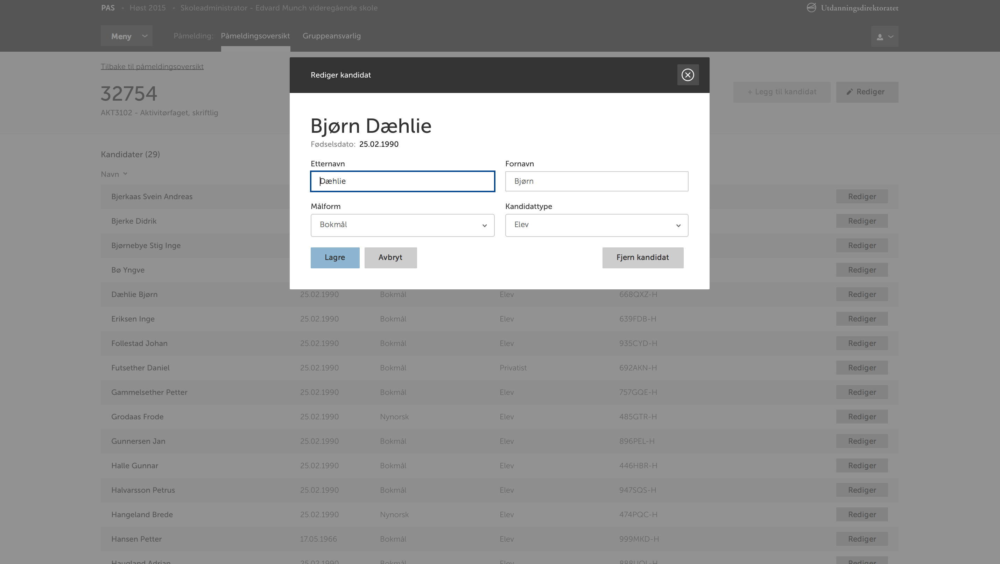 PAS • Høst 2015 • Skoleadministrator - Edvard Munch videregående skole
Utdanningsdirektoratet
Meny
Påmelding: Påmeldingsoversikt Gruppeansvarlig
Tilbake til påmeldingsoversikt
32754
AKT3102 - Aktivitørfaget, skriftlig
+ Legg til kandidat Rediger
Rediger kandidat
Bjørn Dæhlie
Fødselsdato: 25.02.1990
Etternavn Fornavn
Dæhlie Bjørn
Målform Kandidattype
Bokmål Elev
Lagre Avbryt Fjern kandidat
Kandidater (29)
Navn
Bjerkaas Svein Andreas Rediger
Bjerke Didrik Rediger
Bjørnebye Stig Inge Rediger
Bø Yngve Rediger
Dæhlie Bjørn 25.02.1990 Bokmål Elev 668QXZ-H Rediger
Eriksen Inge 25.02.1990 Bokmål Elev 639FDB-H Rediger
Follestad Johan 25.02.1990 Bokmål Elev 935CYD-H Rediger
Futsether Daniel 25.02.1990 Bokmål Privatist 692AKN-H Rediger
Gammelsether Petter 25.02.1990 Bokmål Elev 757GQE-H Rediger
Grodaas Frode 25.02.1990 Nynorsk Elev 485GTR-H Rediger
Gunnersen Jan 25.02.1990 Bokmål Elev 896PEL-H Rediger
Halle Gunnar 25.02.1990 Bokmål Elev 446HBR-H Rediger
Halvarsson Petrus 25.02.1990 Bokmål Elev 947SQS-H Rediger
Hangeland Brede 25.02.1990 Nynorsk Elev 474PQC-H Rediger
Hansen Petter 17.05.1966 Bokmål Elev 999MKD-H Rediger
Haugland Adrian 25.02.1990 Bokmål Elev Rediger